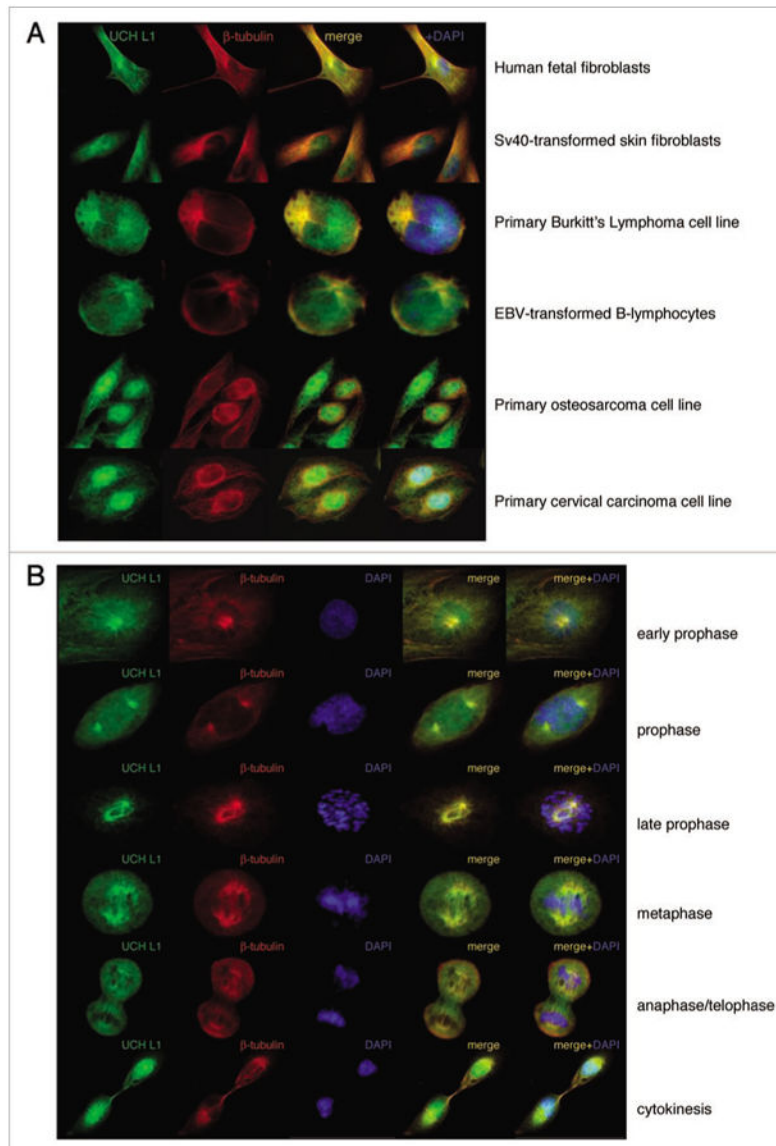 A
UCH L1 β-tubulin merge +DAPI
Human fetal fibroblasts
Sv40-transformed skin fibroblasts
Primary Burkitt's Lymphoma cell line
EBV-transformed B-lymphocytes
Primary osteosarcoma cell line
Primary cervical carcinoma cell line
B
UCH L1 β-tubulin DAPI merge merge+DAPI
early prophase
UCH L1 β-tubulin DAPI merge merge+DAPI
prophase
UCH L1 β-tubulin DAPI merge merge+DAPI
late prophase
UCH L1 β-tubulin DAPI merge merge+DAPI
metaphase
UCH L1 β-tubulin DAPI merge merge+DAPI
anaphase/telophase
UCH L1 β-tubulin DAPI merge merge+DAPI
cytokinesis